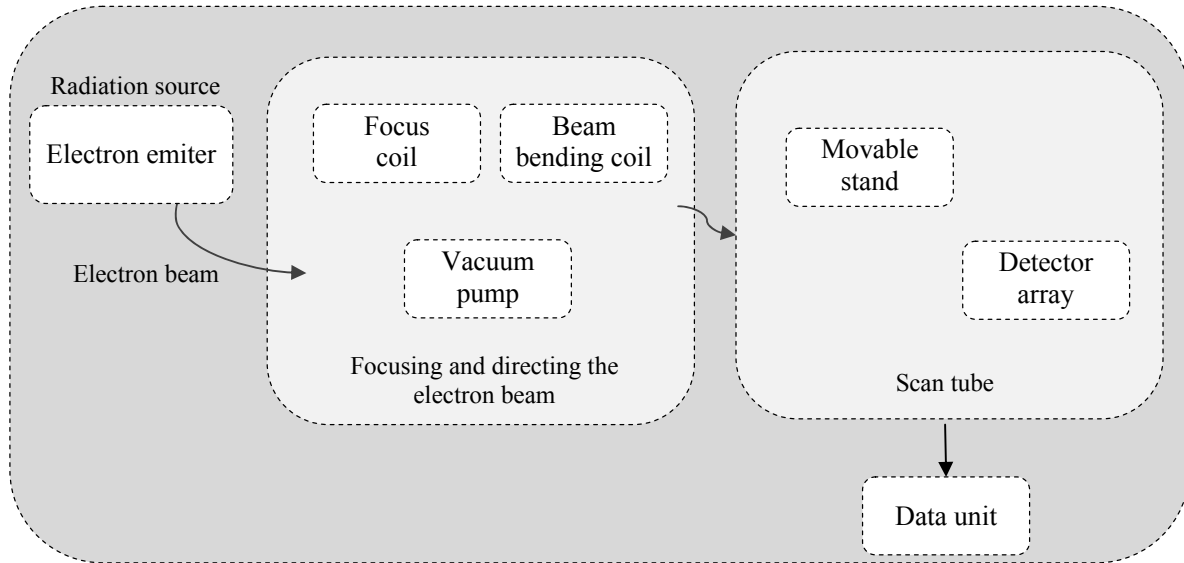 Radiation source
Electron emiter
Electron beam
Focus
coil
Beam
bending coil
Vacuum
pump
Focusing and directing the
electron beam
Movable
stand
Detector
array
Scan tube
Data unit